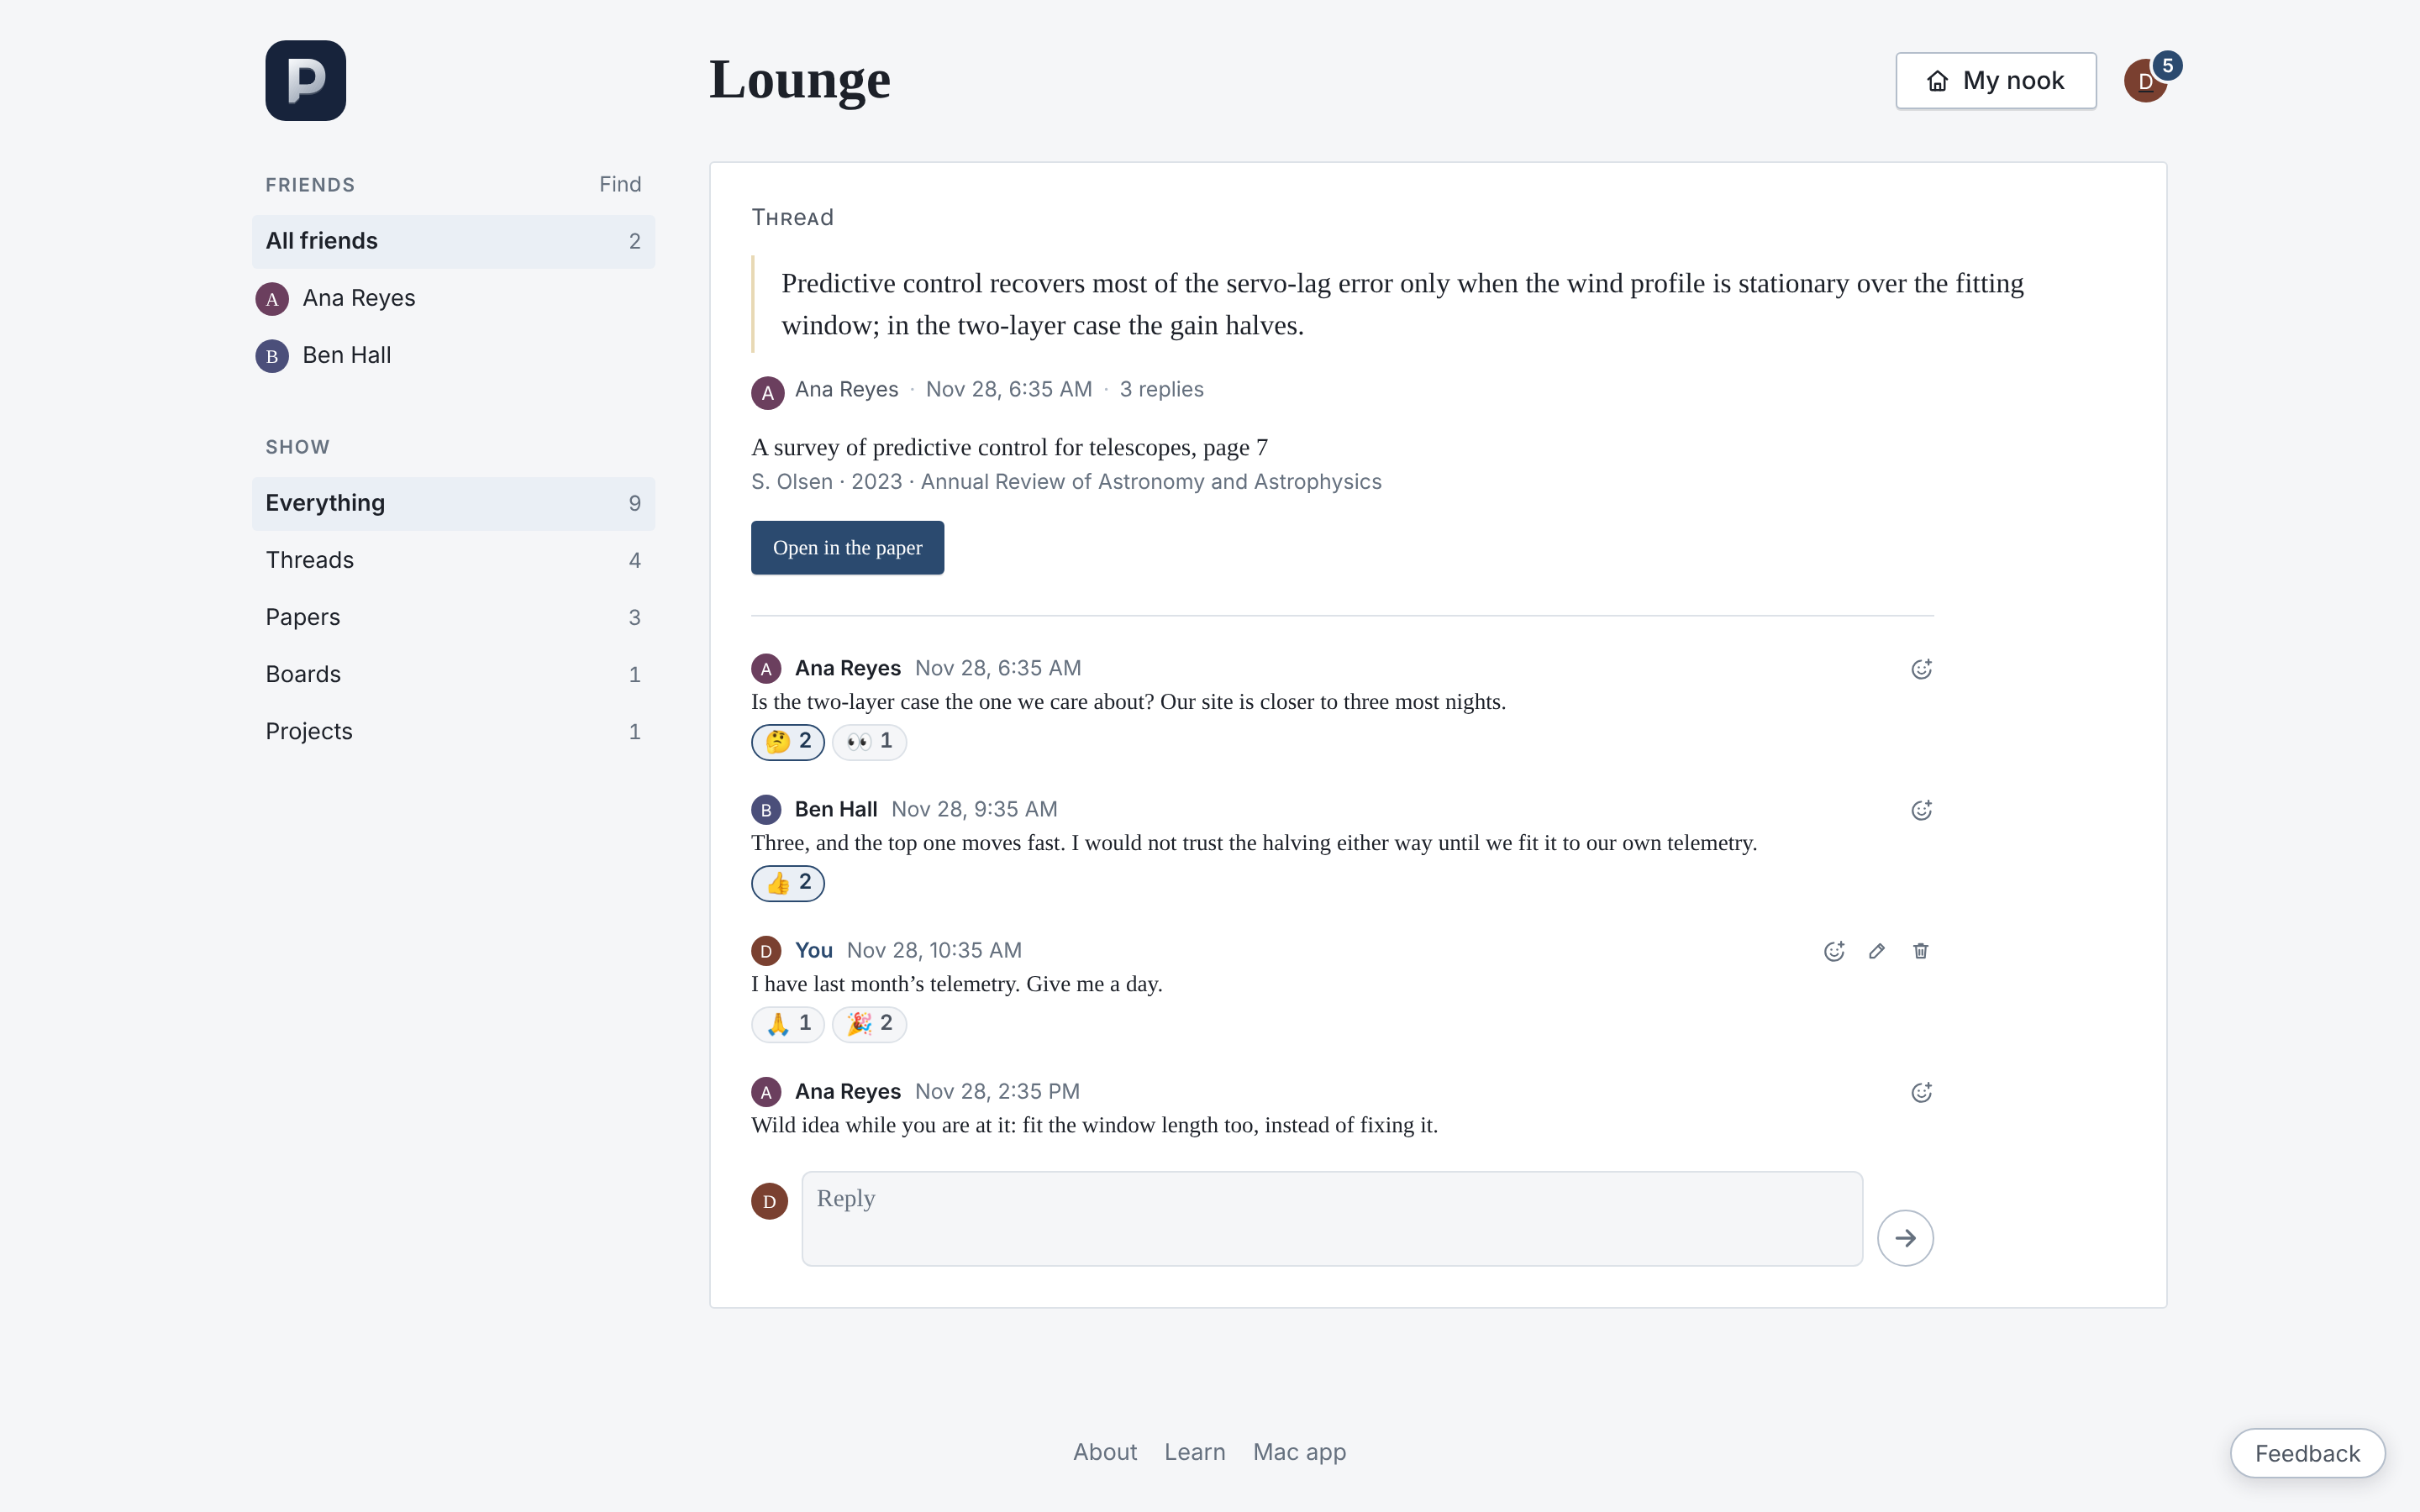 P
Lounge
My nook
D
5
FRIENDS
Find
All friends 2
A Ana Reyes
B Ben Hall
SHOW
Everything 9
Threads 4
Papers 3
Boards 1
Projects 1
Thread
Predictive control recovers most of the servo-lag error only when the wind profile is stationary over the fitting
window; in the two-layer case the gain halves.
A Ana Reyes · Nov 28, 6:35 AM · 3 replies
A survey of predictive control for telescopes, page 7
S. Olsen · 2023 · Annual Review of Astronomy and Astrophysics
Open in the paper
A Ana Reyes Nov 28, 6:35 AM
Is the two-layer case the one we care about? Our site is closer to three most nights.
🤔 2 👀 1
B Ben Hall Nov 28, 9:35 AM
Three, and the top one moves fast. I would not trust the halving either way until we fit it to our own telemetry.
👍 2
D You Nov 28, 10:35 AM
I have last month’s telemetry. Give me a day.
🙏 1 🎉 2
A Ana Reyes Nov 28, 2:35 PM
Wild idea while you are at it: fit the window length too, instead of fixing it.
D Reply
About Learn Mac app
Feedback